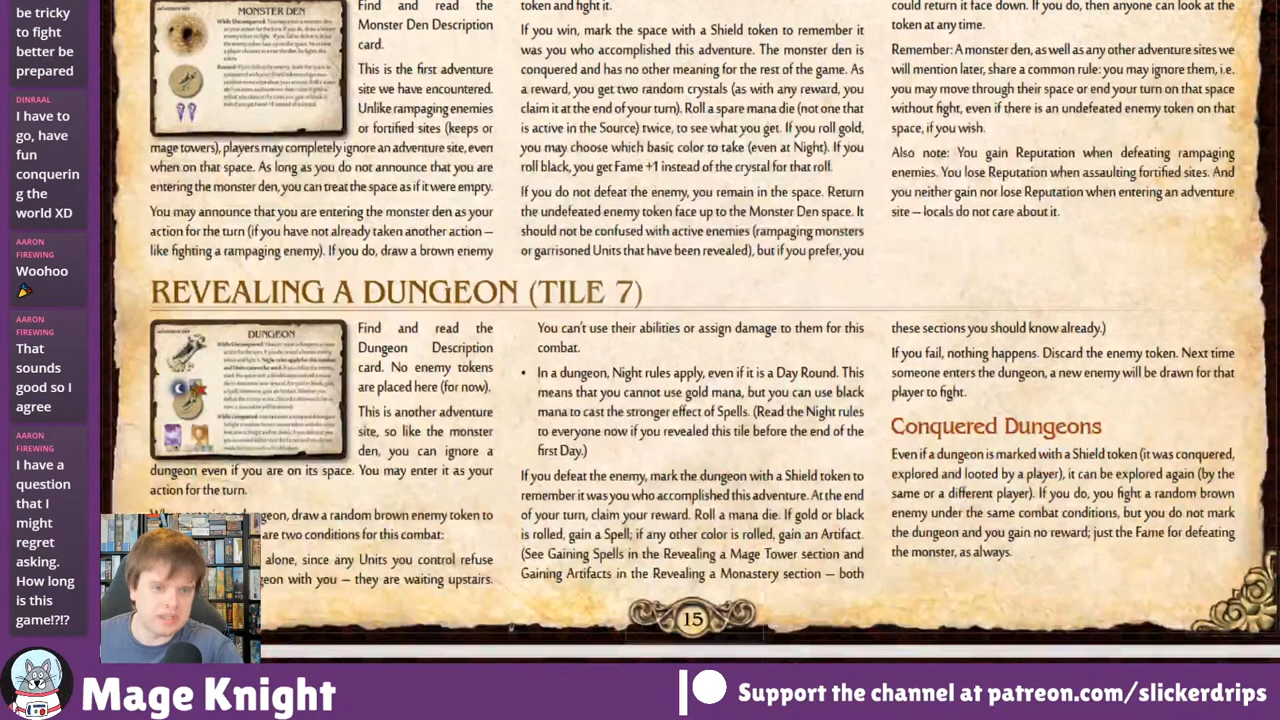 be tricky
to fight
better be
prepared
DINRAAL
I have to
go, have
fun
conquerin
g the
world XD
AARON
FIREWING
Woohoo
AARON
FIREWING
That
sounds
good so I
agree
AARON
FIREWING
I have a
question
that I
might
regret
asking.
How long
is this
game!?!?
MONSTER DEN
Find and read the
Monster Den Description
card.
This is the first adventure
site we have encountered.
Unlike rampaging enemies
or fortified sites (keeps or
mage towers), players may completely ignore an adventure site, even
when on that space. As long as you do not announce that you are
entering the monster den, you can treat the space as if it were empty.
You may announce that you are entering the monster den as your
action for the turn (if you have not already taken another action –
like fighting a rampaging enemy). If you do, draw a brown enemy
token and fight it.
If you win, mark the space with a Shield token to remember it
was you who accomplished this adventure. The monster den is
conquered and has no other meaning for the rest of the game. As
a reward, you get two random crystals (as with any reward, you
claim it at the end of your turn). Roll a spare mana die (not one that
is active in the Source) twice, to see what you get. If you roll gold,
you may choose which basic color to take (even at Night). If you
roll black, you get Fame +1 instead of the crystal for that roll.
If you do not defeat the enemy, you remain in the space. Return
the undefeated enemy token face up to the Monster Den space. It
should not be confused with active enemies (rampaging monsters
or garrisoned Units that have been revealed), but if you prefer, you
could return it face down. If you do, then anyone can look at the
token at any time.
Remember: A monster den, as well as any other adventure sites we
will mention later, share a common rule: you may ignore them, i.e.
you move through their space or end your turn on that space
without fight, even if there is an undefeated enemy token on that
space, if you wish.
Also note: You gain Reputation when defeating rampaging
enemies. You lose Reputation when assaulting fortified sites. And
you neither gain nor lose Reputation when entering an adventure
site – locals do not care about it.
REVEALING A DUNGEON (TILE 7)
DUNGEON
Find and read the
Dungeon Description
card. No enemy tokens
are placed here (for now).
This is another adventure
site, so like the monster
den, you can ignore a
dungeon even if you are on its space. You may enter it as your
action for the turn.
geon, draw a random brown enemy token to
are two conditions for this combat:
alone, since any Units you control refuse
geon with you – they are waiting upstairs.
You can't use their abilities or assign damage to them for this
combat.
• In a dungeon, Night rules apply even if it is a Day Round. This
means that you cannot use gold mana, but you can use black
mana to cast the stronger effect of Spells. (Read the Night rules
to everyone now if you revealed this tile before the end of the
first Day.)
If you defeat the enemy, mark the dungeon with a Shield token to
remember it was you who accomplished this adventure. At the end
of your turn, claim your reward. Roll a mana die. If gold or black
is rolled, gain a Spell; if any other color is rolled, gain an Artifact.
(See Gaining Spells in the Revealing a Mage Tower section and
Gaining Artifacts in the Revealing a Monastery section – both
these sections you should know already.)
If you fail, nothing happens. Discard the enemy token. Next time
someone enters the dungeon, a new enemy will be drawn for that
player to fight.
Conquered Dungeons
Even if a dungeon is marked with a Shield token (it was conquered,
explored and looted by a player), it can be explored again (by the
same or a different player). If you do, you fight a random brown
enemy under the same combat conditions, but you do not mark
the dungeon and you gain no reward; just the Fame for defeating
the monster, as always.
15
Mage Knight
Support the channel at patreon.com/slickerdrips